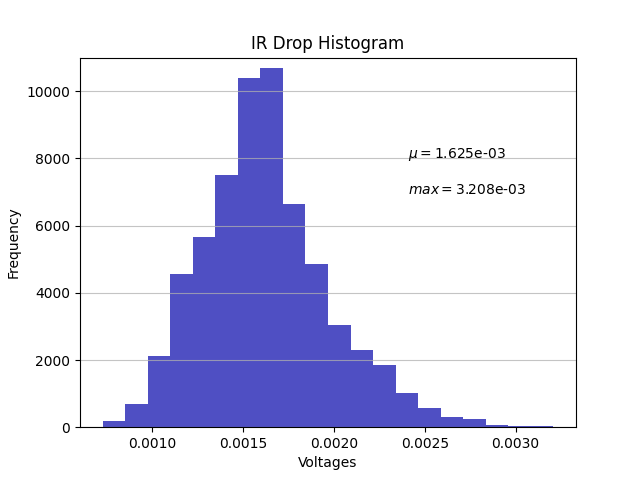 IR Drop Histogram
10000
8000
6000
4000
2000
0
Frequency
μ = 1.625e-03
max = 3.208e-03
0.0010 0.0015 0.0020 0.0025 0.0030
Voltages